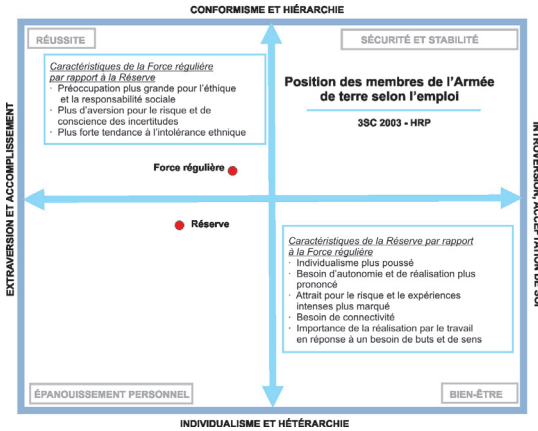 CONFORMISME ET HIÉRARCHIE
RÉUSSITE
SÉCURITÉ ET STABILITÉ
Caractéristiques de la Force régulière
par rapport à la Réserve
· Préoccupation plus grande pour l'éthique
et la responsabilité sociale
· Plus d'aversion pour le risque et de
conscience des incertitudes
· Plus forte tendance à l'intolérance ethnique
Position des membres de l'Armée
de terre selon l'emploi
3SC 2003 - HRP
EXTRAVERSION ET ACCOMPLISSEMENT
INTROVERSION, ACCEPTATION DE SOI
Force régulière
Réserve
Caractéristiques de la Réserve par rapport
à la Force régulière
· Individualisme plus poussé
· Besoin d'autonomie et de réalisation plus
prononcé
· Attrait pour le risque et le expériences
intenses plus marqué
· Besoin de connectivité
· Importance de la réalisation par le travail
en réponse à un besoin de buts et de sens
ÉPANOUISSEMENT PERSONNEL
BIEN-ÊTRE
INDIVIDUALISME ET HÉTÉRARCHIE